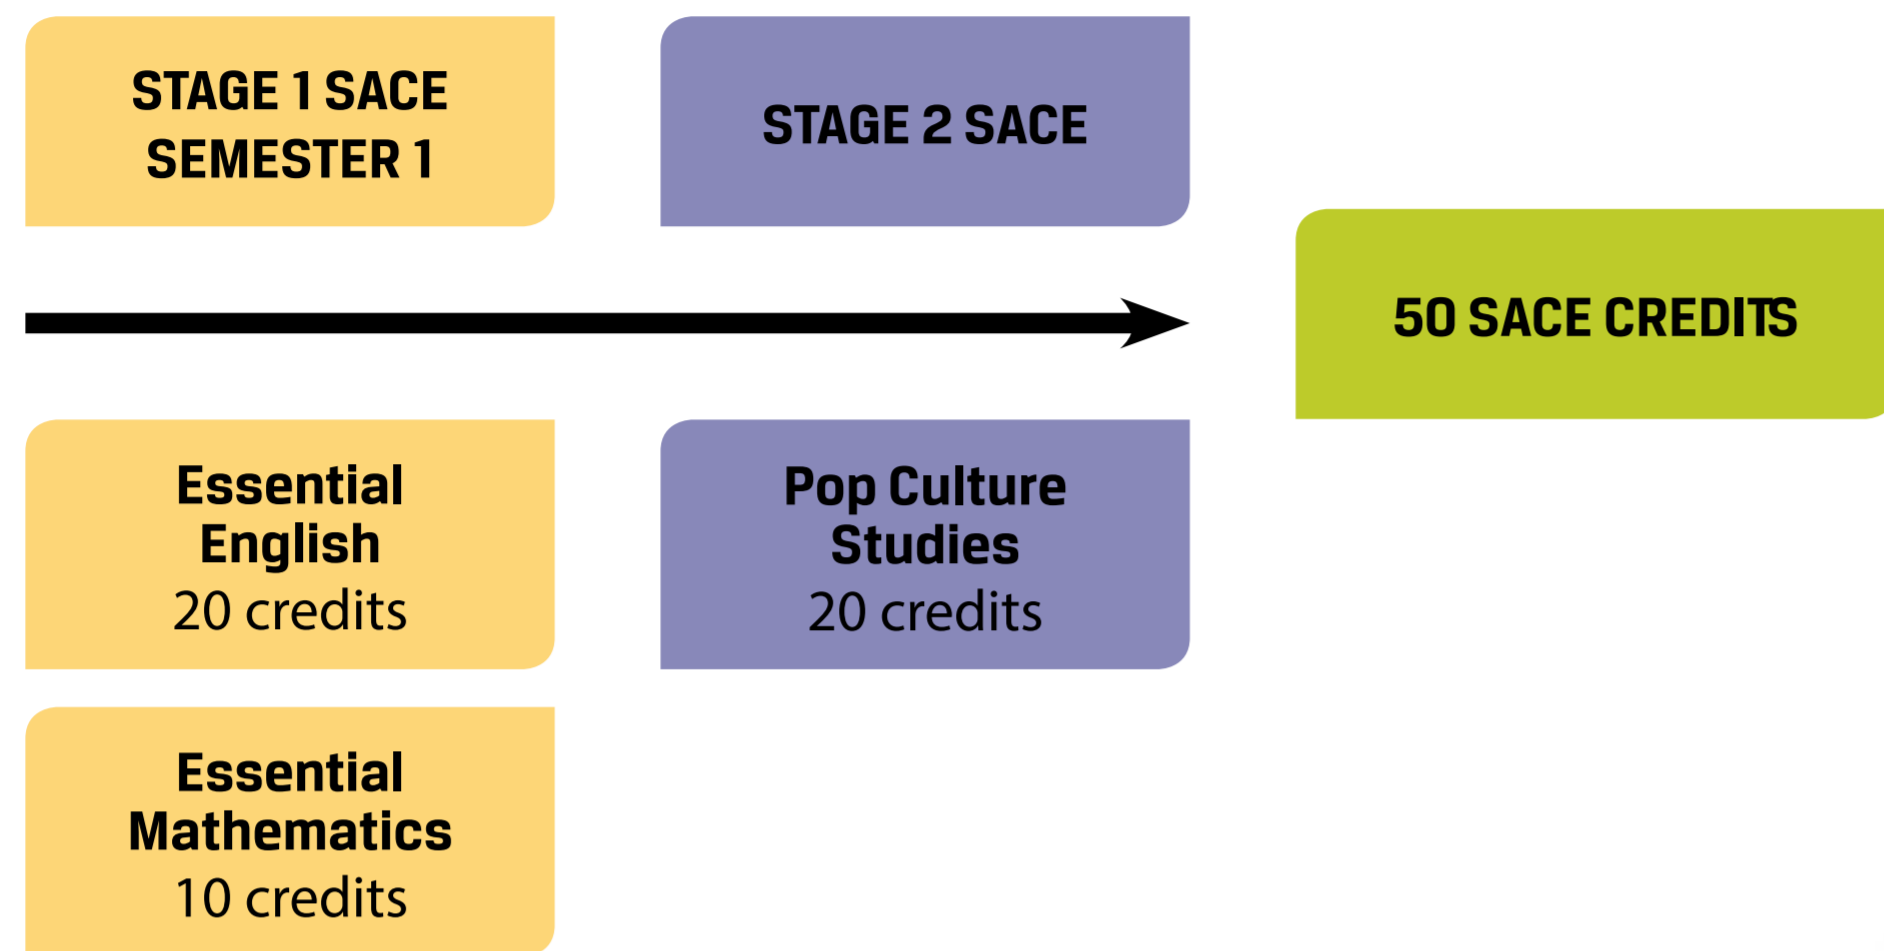 STAGE 1 SACE
SEMESTER 1
STAGE 2 SACE
50 SACE CREDITS
Essential
English
20 credits
Pop Culture
Studies
20 credits
Essential
Mathematics
10 credits